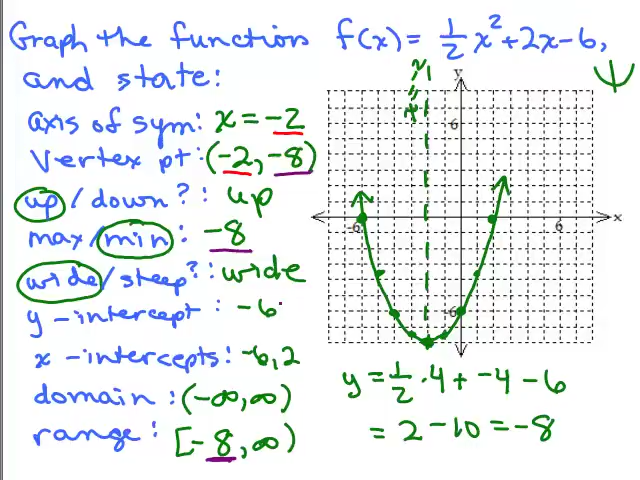 Graph the function f(x) = 1/2 x² + 2x - 6,
and state:
axis of sym: x = -2
Vertex pt: (-2, -8)
up / down?: up
max / min: -8
wide / steep?: wide
y - intercept: -6
x - intercepts: -6, 2
domain: (-∞, ∞)
range: [-8, ∞)
y
6
-6
6
x
-6
y = 1/2 · 4 + -4 - 6
= 2 - 10 = -8